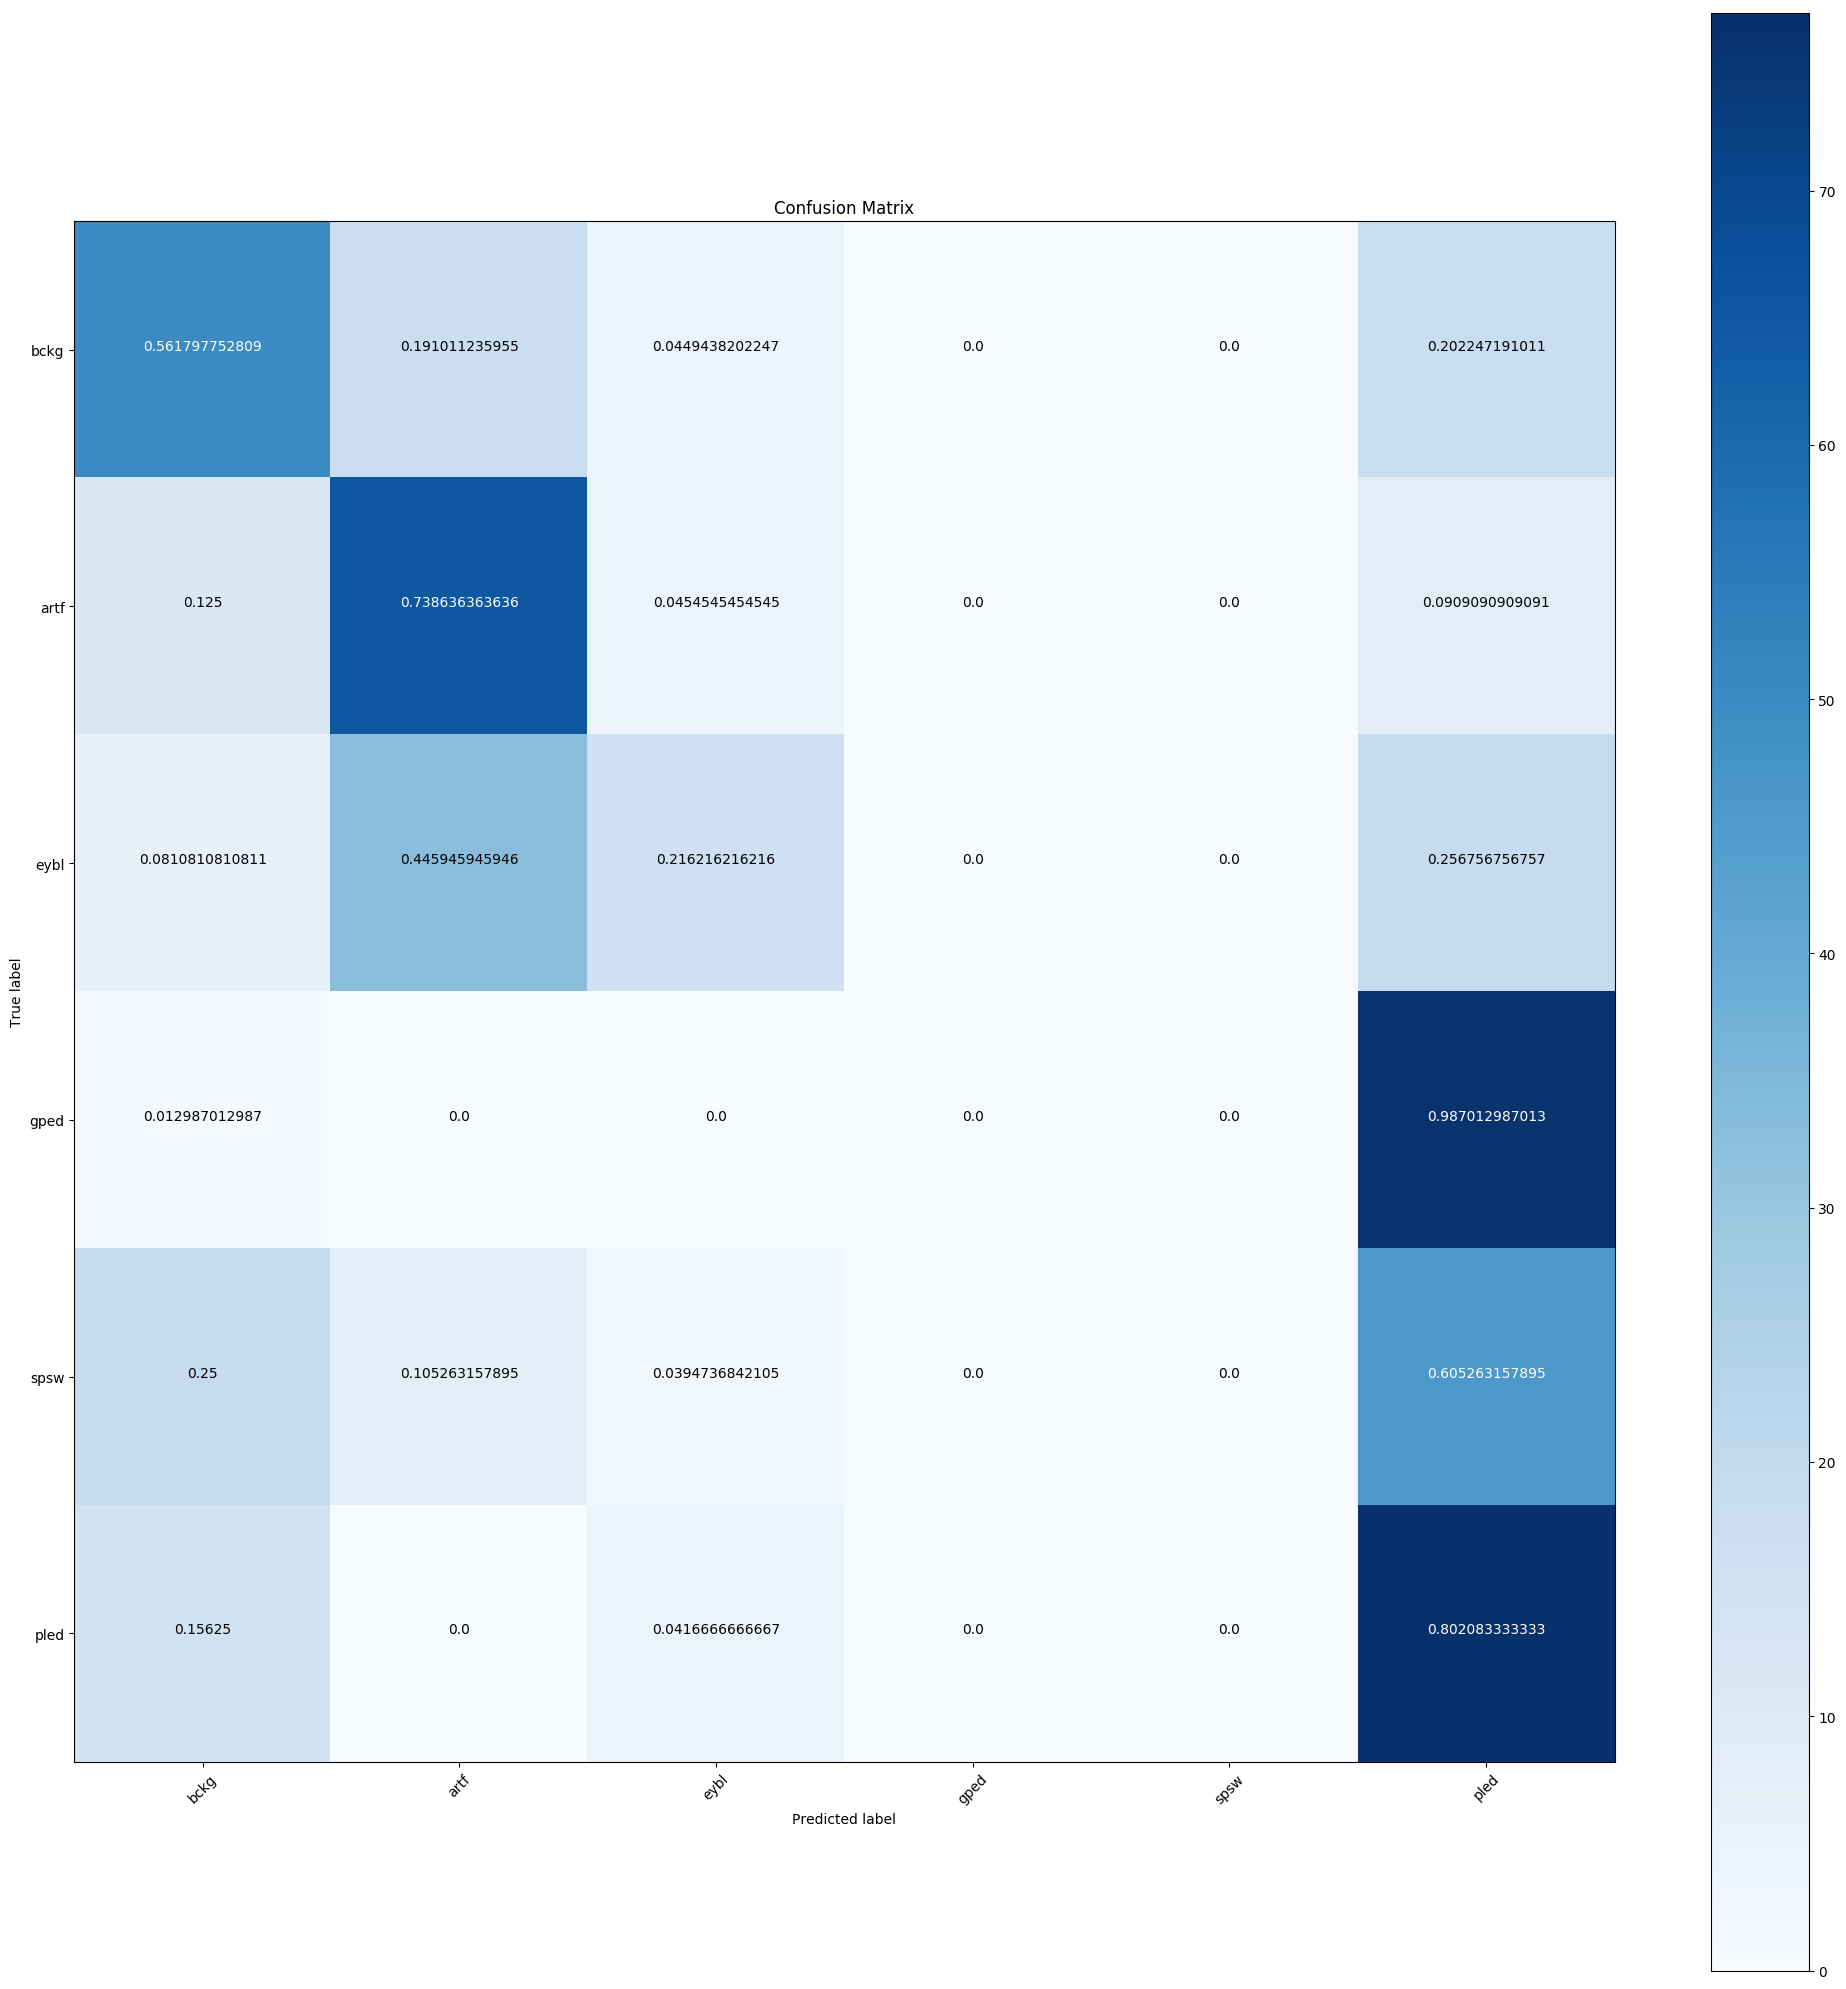 Confusion Matrix
bckg 0.561797752809 0.191011235955 0.0449438202247 0.0 0.0 0.202247191011
artf 0.125 0.738636363636 0.0454545454545 0.0 0.0 0.0909090909091
eybl 0.0810810810811 0.445945945946 0.216216216216 0.0 0.0 0.256756756757
gped 0.012987012987 0.0 0.0 0.0 0.0 0.987012987013
spsw 0.25 0.105263157895 0.0394736842105 0.0 0.0 0.605263157895
pled 0.15625 0.0 0.0416666666667 0.0 0.0 0.802083333333
True label
bckg artf eybl gped spsw pled
Predicted label
70
60
50
40
30
20
10
0